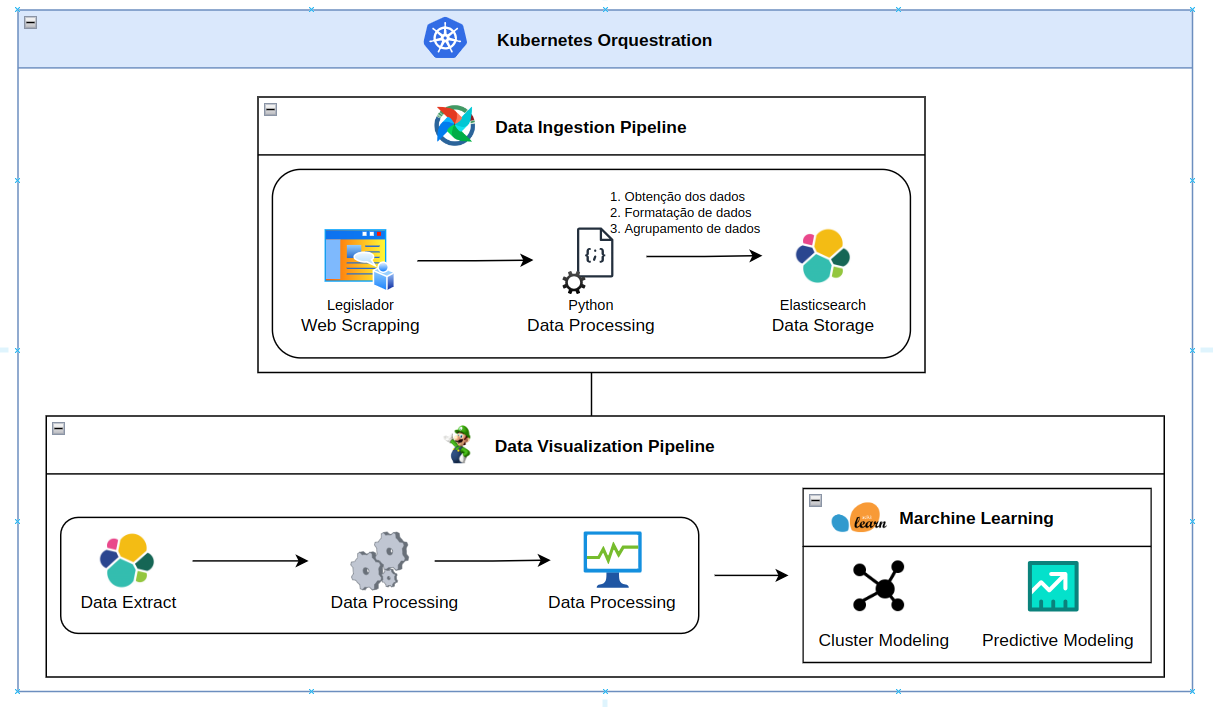 Kubernetes Orquestration
Data Ingestion Pipeline
1. Obtenção dos dados
2. Formatação de dados
3. Agrupamento de dados
{;}
Legislador
Web Scrapping
Python
Data Processing
Elasticsearch
Data Storage
Data Visualization Pipeline
Data Extract
Data Processing
Data Processing
learn
Marchine Learning
Cluster Modeling
Predictive Modeling